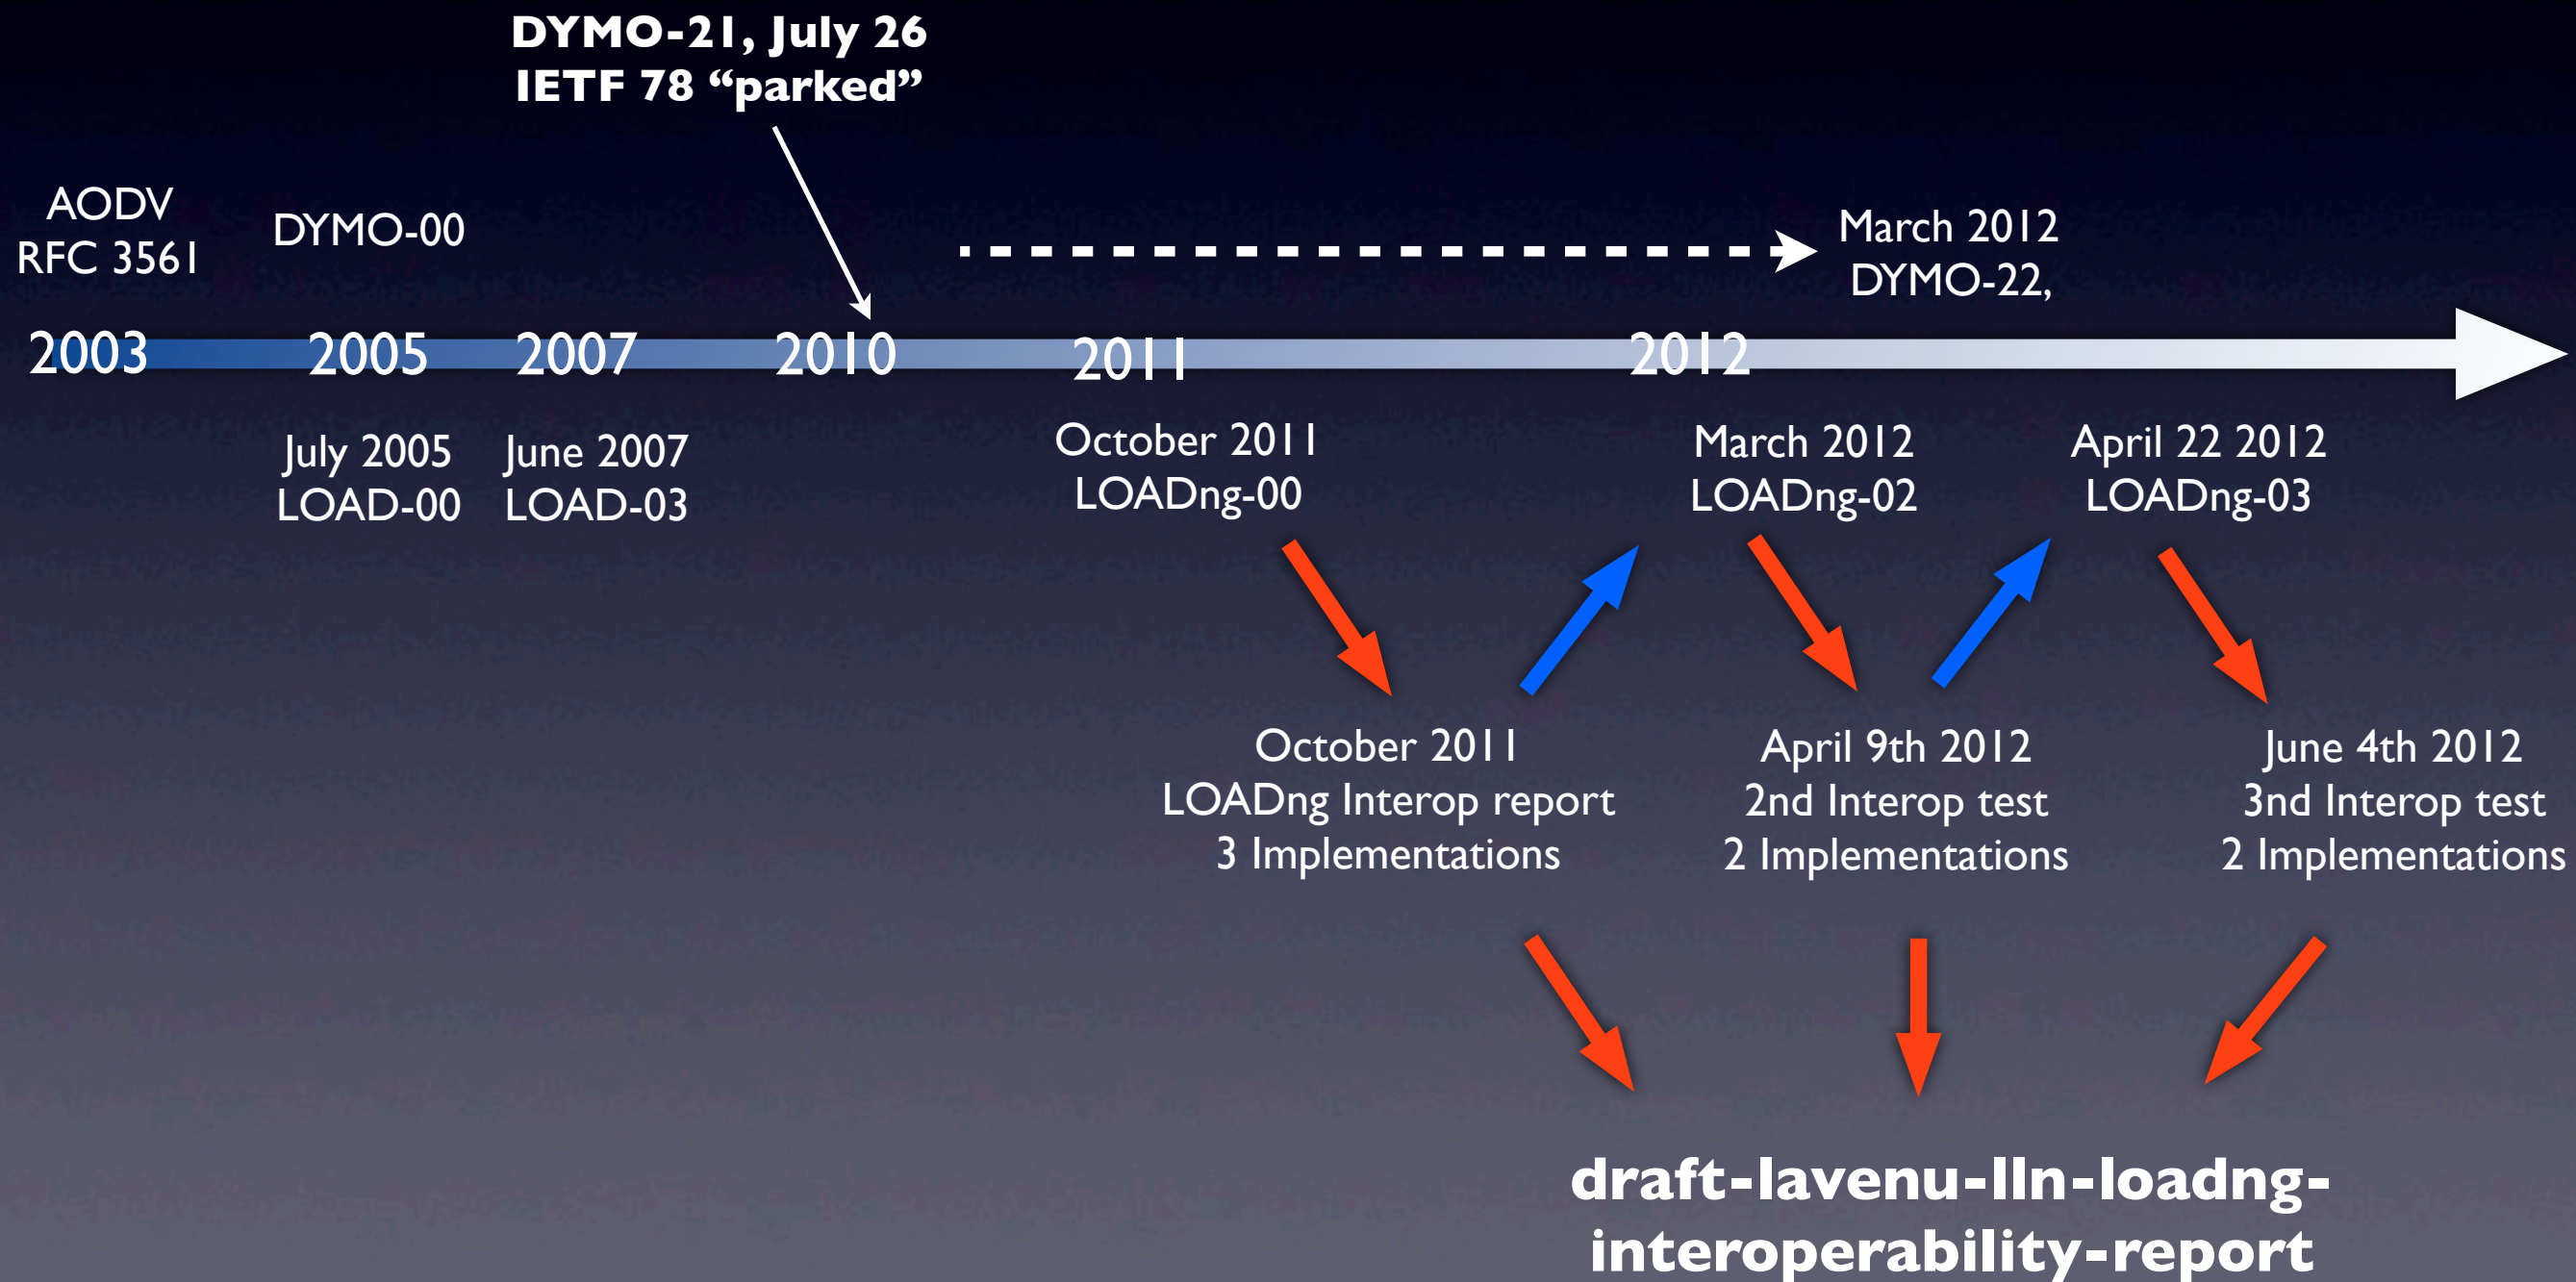 DYMO-21, July 26
IETF 78 “parked”
AODV
RFC 3561
DYMO-00
March 2012
DYMO-22,
2003
2005
2007
2010
2011
2012
July 2005
LOAD-00
June 2007
LOAD-03
October 2011
LOADng-00
March 2012
LOADng-02
April 22 2012
LOADng-03
October 2011
LOADng Interop report
3 Implementations
April 9th 2012
2nd Interop test
2 Implementations
June 4th 2012
3nd Interop test
2 Implementations
draft-lavenu-lln-loadng-
interoperability-report